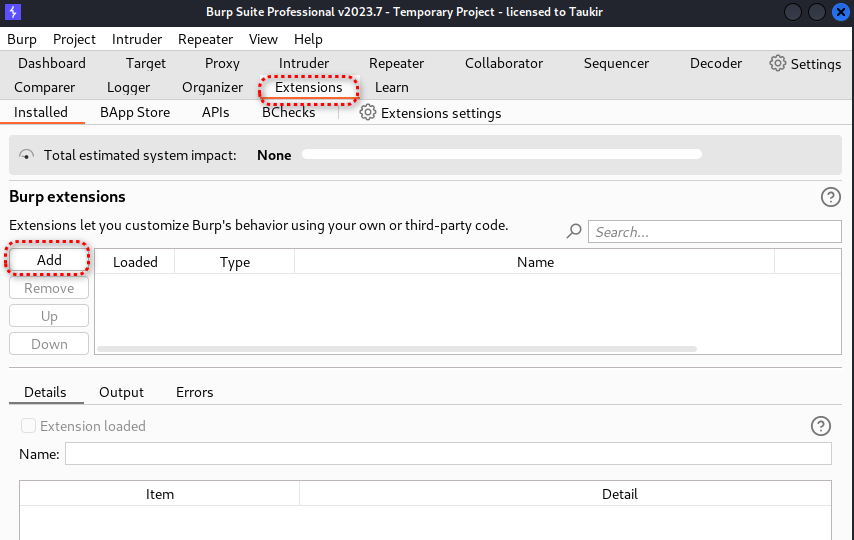 Burp Suite Professional v2023.7 - Temporary Project - licensed to Taukir
Burp Project Intruder Repeater View Help
Dashboard Target Proxy Intruder Repeater Collaborator Sequencer Decoder Settings
Comparer Logger Organizer Extensions Learn
Installed BApp Store APIs BChecks Extensions settings
Total estimated system impact: None
Burp extensions
Extensions let you customize Burp's behavior using your own or third-party code.
Search...
Add Loaded Type Name
Remove
Up
Down
Details Output Errors
Extension loaded
Name:
Item Detail